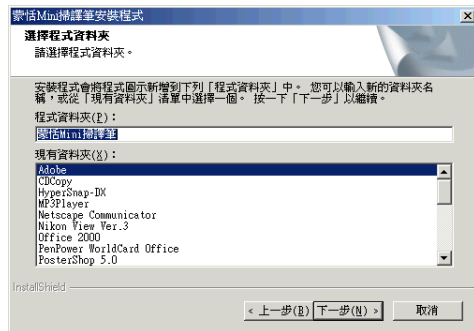 蒙恬Mini掃譯筆安裝程式
選擇程式資料夾
請選擇程式資料夾。
安裝程式會將程式圖示新增到下列「程式資料夾」中。 您可以輸入新的資料夾名
稱，或從「現有資料夾」清單中選擇一個。 按一下「下一步」以繼續。
程式資料夾(P)：
蒙恬Mini掃譯筆
現有資料夾(X)：
Adobe
CDCopy
HyperSnap-DX
MP3Player
Netscape Communicator
Nikon View Ver.3
Office 2000
PenPower WorldCard Office
PosterShop 5.0
InstallShield
< 上一步(B) 下一步(N) > 取消